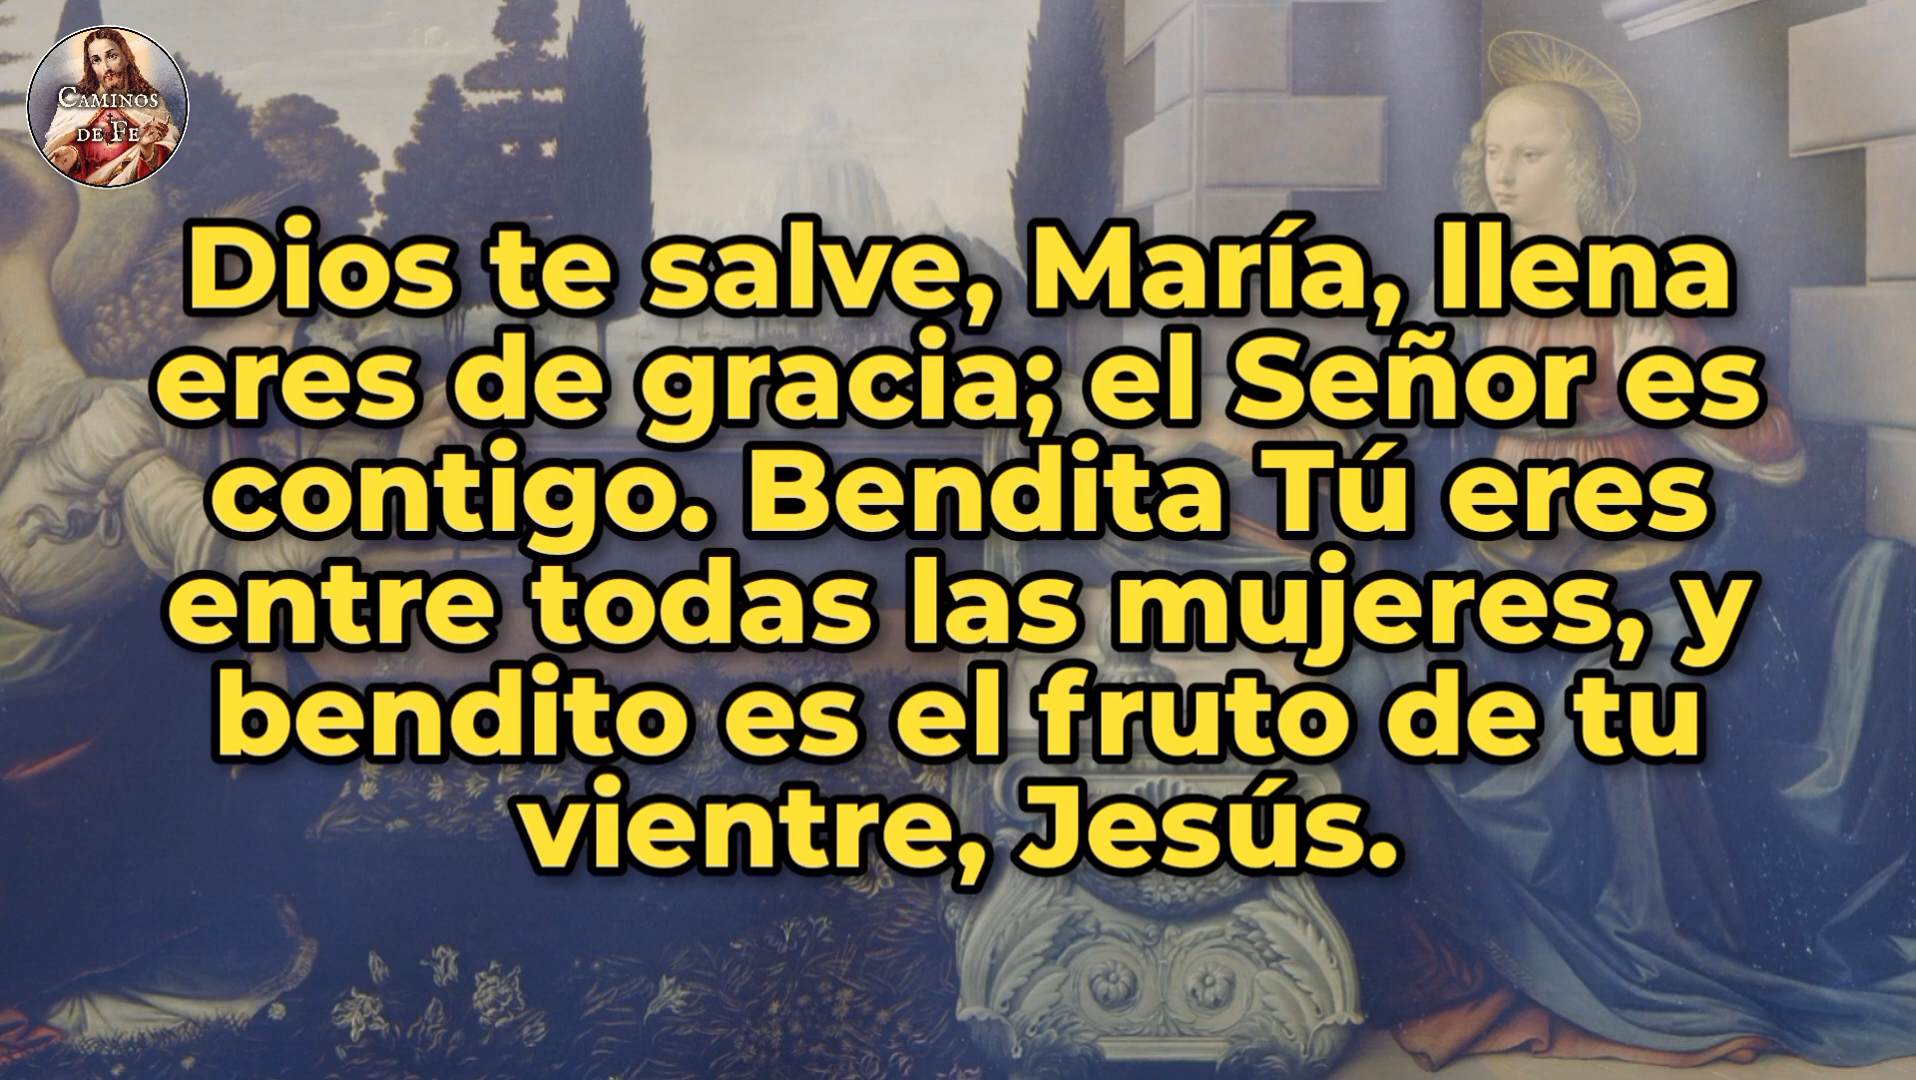 CAMINOS
DE FE
Dios te salve, María, llena
eres de gracia; el Señor es
contigo. Bendita Tú eres
entre todas las mujeres, y
bendito es el fruto de tu
vientre, Jesús.